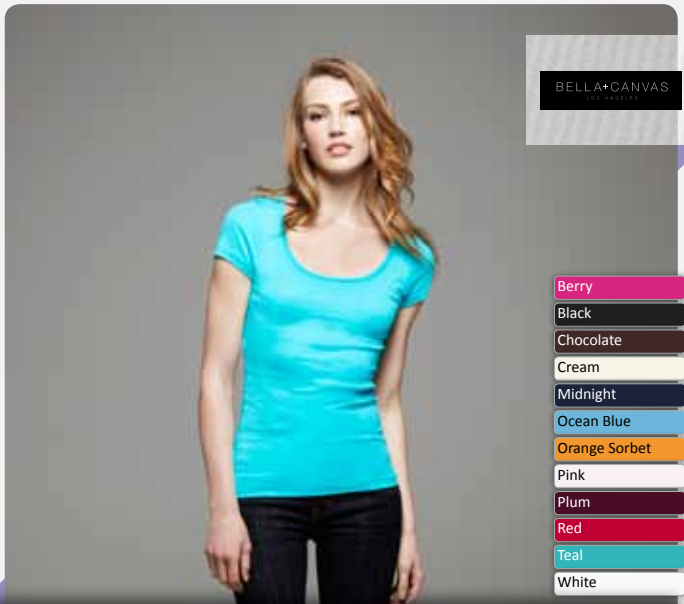 BELLA+CANVAS
LOS ANGELES
Berry
Black
Chocolate
Cream
Midnight
Ocean Blue
Orange Sorbet
Pink
Plum
Red
Teal
White